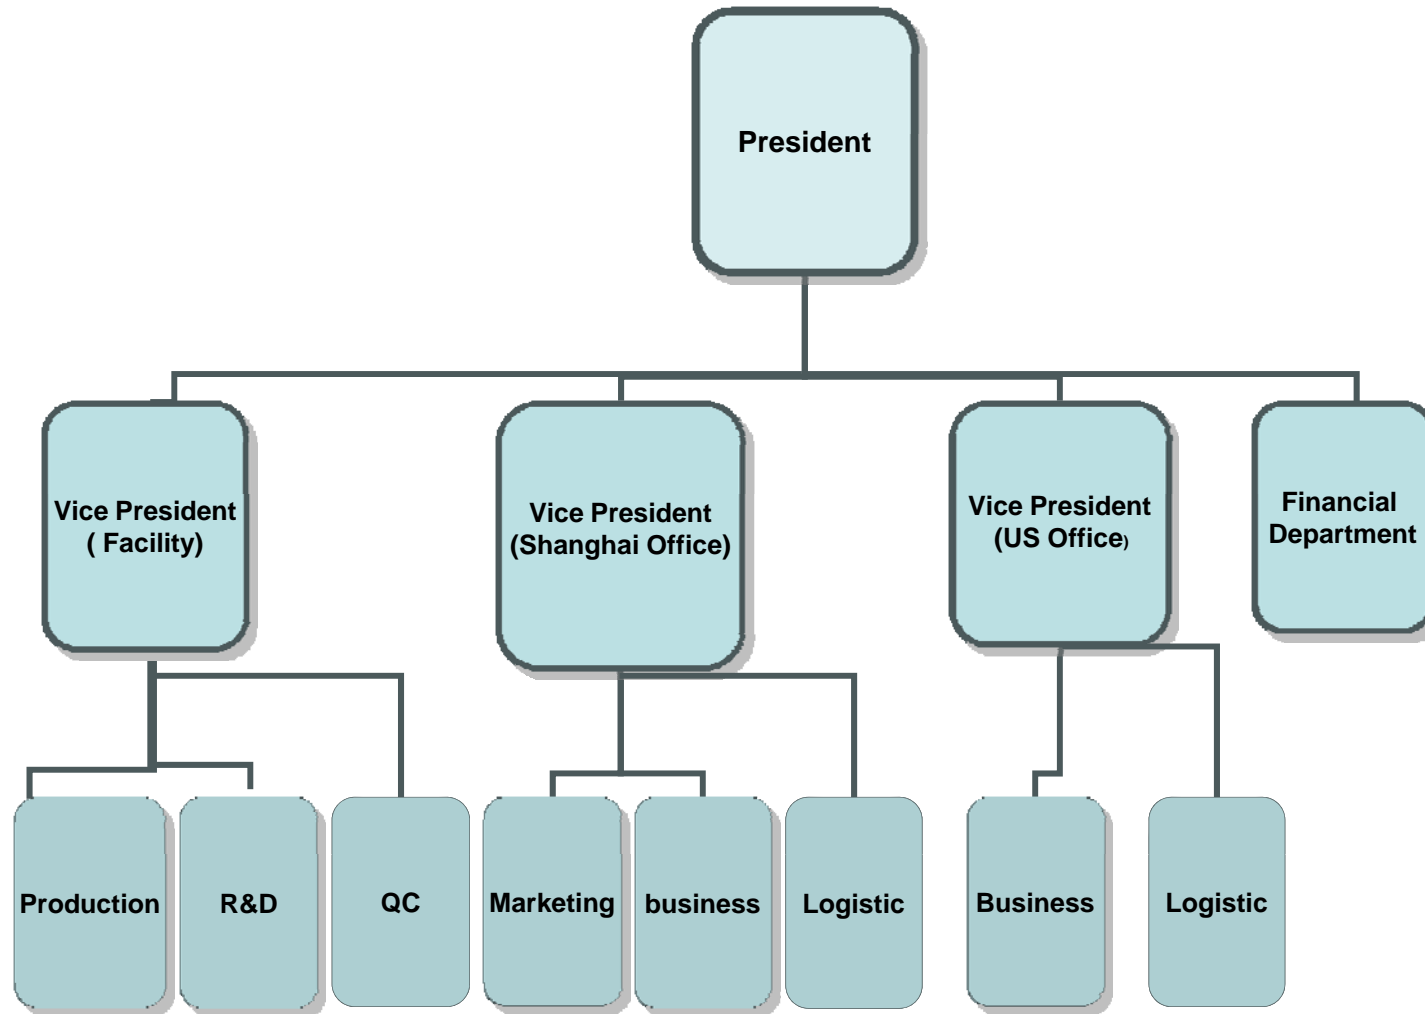 President
Vice President
( Facility)
Vice President
(Shanghai Office)
Vice President
(US Office)
Financial
Department
Production
R&D
QC
Marketing
business
Logistic
Business
Logistic